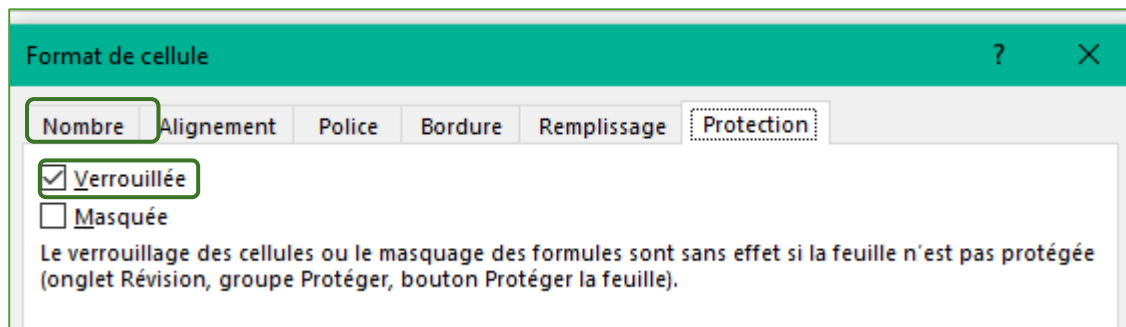 Format de cellule ?
Nombre Alignement Police Bordure Remplissage Protection
Verrouillée
Masquée
Le verrouillage des cellules ou le masquage des formules sont sans effet si la feuille n'est pas protégée
(onglet Révision, groupe Protéger, bouton Protéger la feuille).